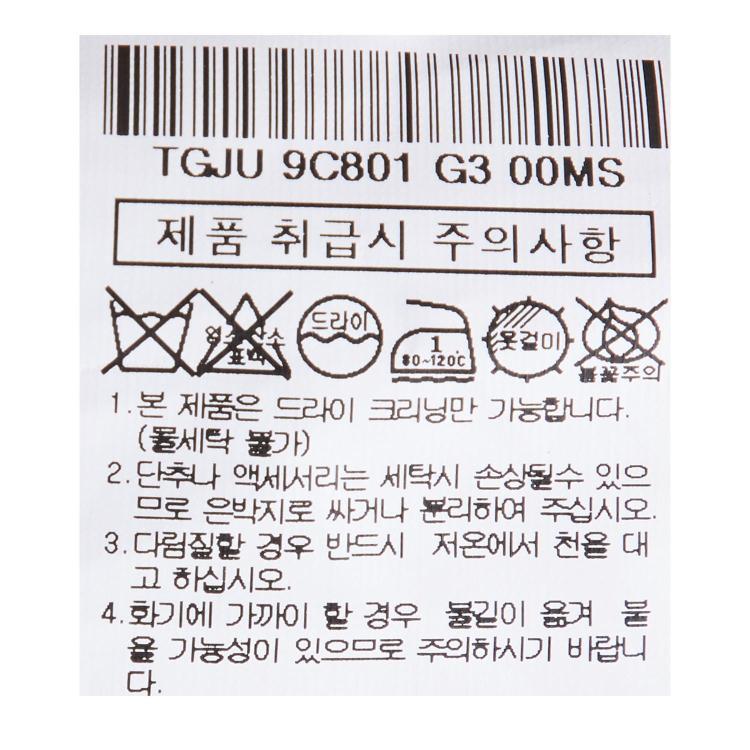 TGJU 9C801 G3 00MS
제품 취급시 주의사항
염소산소 드라이 1 옷걸이
표백 80~120℃ 불꽃주의
1. 본 제품은 드라이 크리닝만 가능합니다.
(물세탁 불가)
2. 단추나 액세서리는 세탁시 손상될수 있으
므로 은박지로 싸거나 분리하여 주십시오.
3. 다림질할 경우 반드시 저온에서 천을 대
고 하십시오.
4. 화기에 가까이 할 경우 불길이 옮겨 붙
을 가능성이 있으므로 주의하시기 바랍니
다.